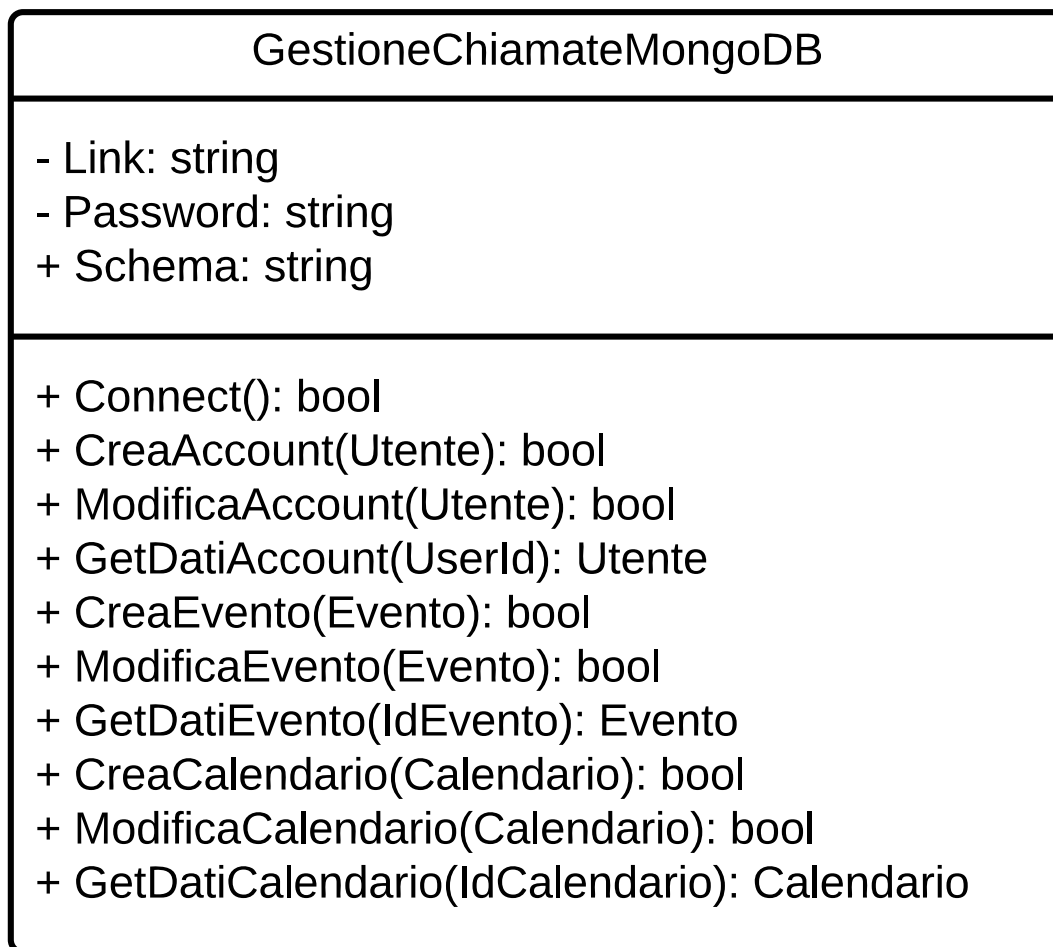 GestioneChiamateMongoDB
- Link: string
- Password: string
+ Schema: string
+ Connect(): bool
+ CreaAccount(Utente): bool
+ ModificaAccount(Utente): bool
+ GetDatiAccount(UserId): Utente
+ CreaEvento(Evento): bool
+ ModificaEvento(Evento): bool
+ GetDatiEvento(IdEvento): Evento
+ CreaCalendario(Calendario): bool
+ ModificaCalendario(Calendario): bool
+ GetDatiCalendario(IdCalendario): Calendario